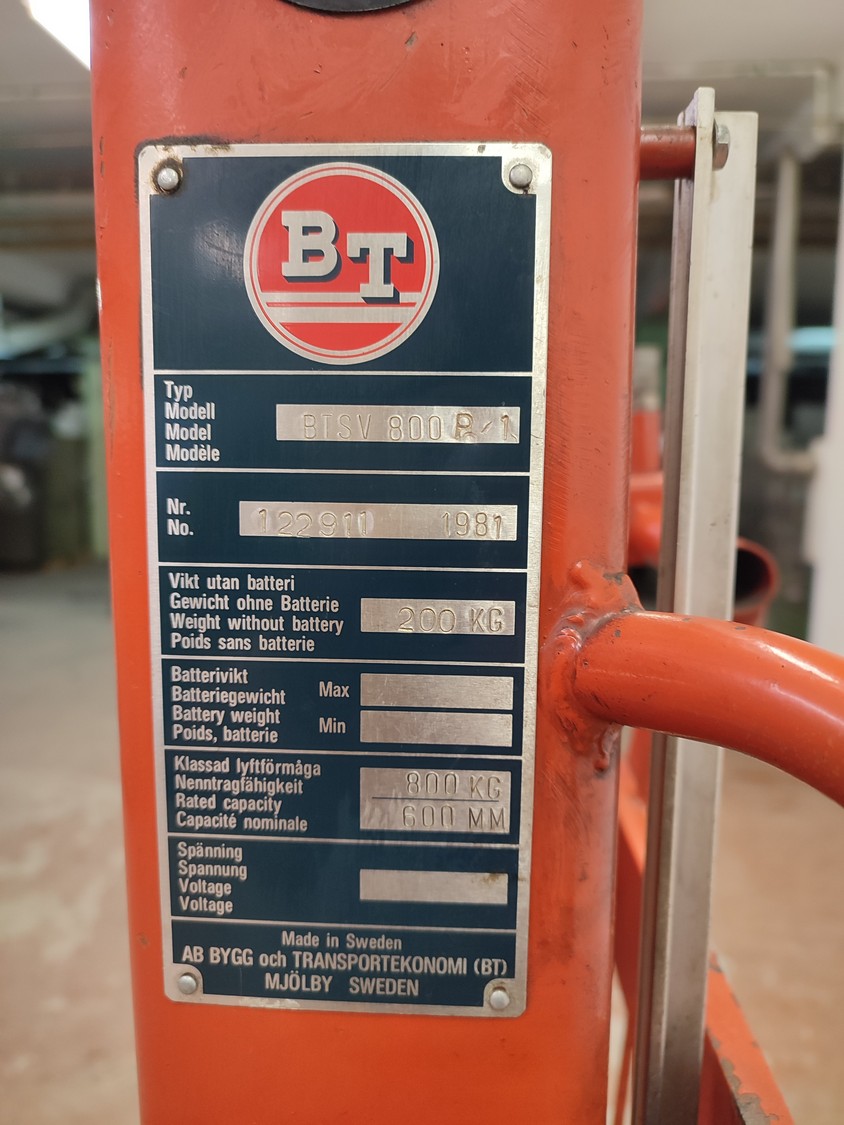 BT
Typ
Modell
Model
Modèle
BTSV 800 R/1
Nr.
No.
122911 1981
Vikt utan batteri
Gewicht ohne Batterie
Weight without battery
Poids sans batterie
200 KG
Batterivikt
Batteriegewicht
Battery weight
Poids, batterie
Max
Min
Klassad lyftförmåga
Nenntragfähigkeit
Rated capacity
Capacité nominale
800 KG
600 MM
Spänning
Spannung
Voltage
Voltage
Made in Sweden
AB BYGG och TRANSPORTEKONOMI (BT)
MJÖLBY SWEDEN